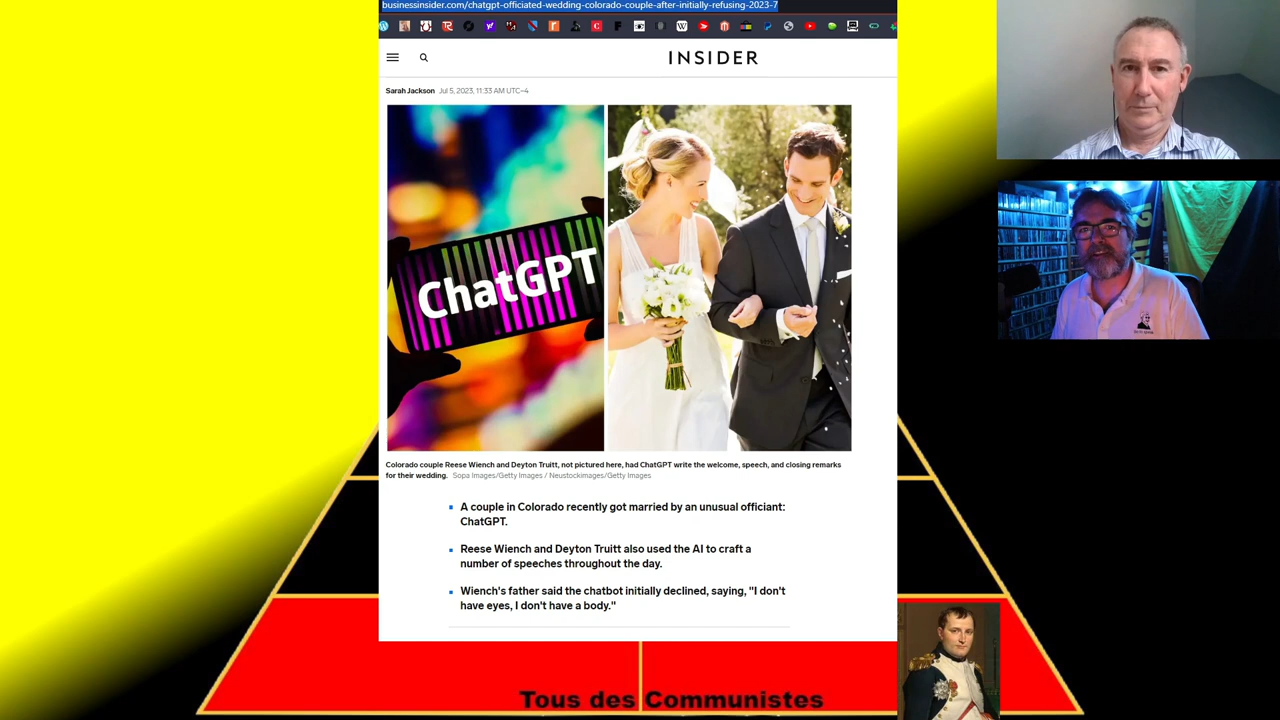 businessinsider.com/chatgpt-officiated-wedding-colorado-couple-after-initially-refusing-2023-7
INSIDER
Sarah Jackson Jul 5, 2023, 11:33 AM UTC−4
ChatGPT
Colorado couple Reese Wiench and Deyton Truitt, not pictured here, had ChatGPT write the welcome, speech, and closing remarks
for their wedding. Sopa Images/Getty Images / Neustockimages/Getty Images
A couple in Colorado recently got married by an unusual officiant:
ChatGPT.
Reese Wiench and Deyton Truitt also used the AI to craft a
number of speeches throughout the day.
Wiench's father said the chatbot initially declined, saying, "I don't
have eyes, I don't have a body."
Tous des Communistes